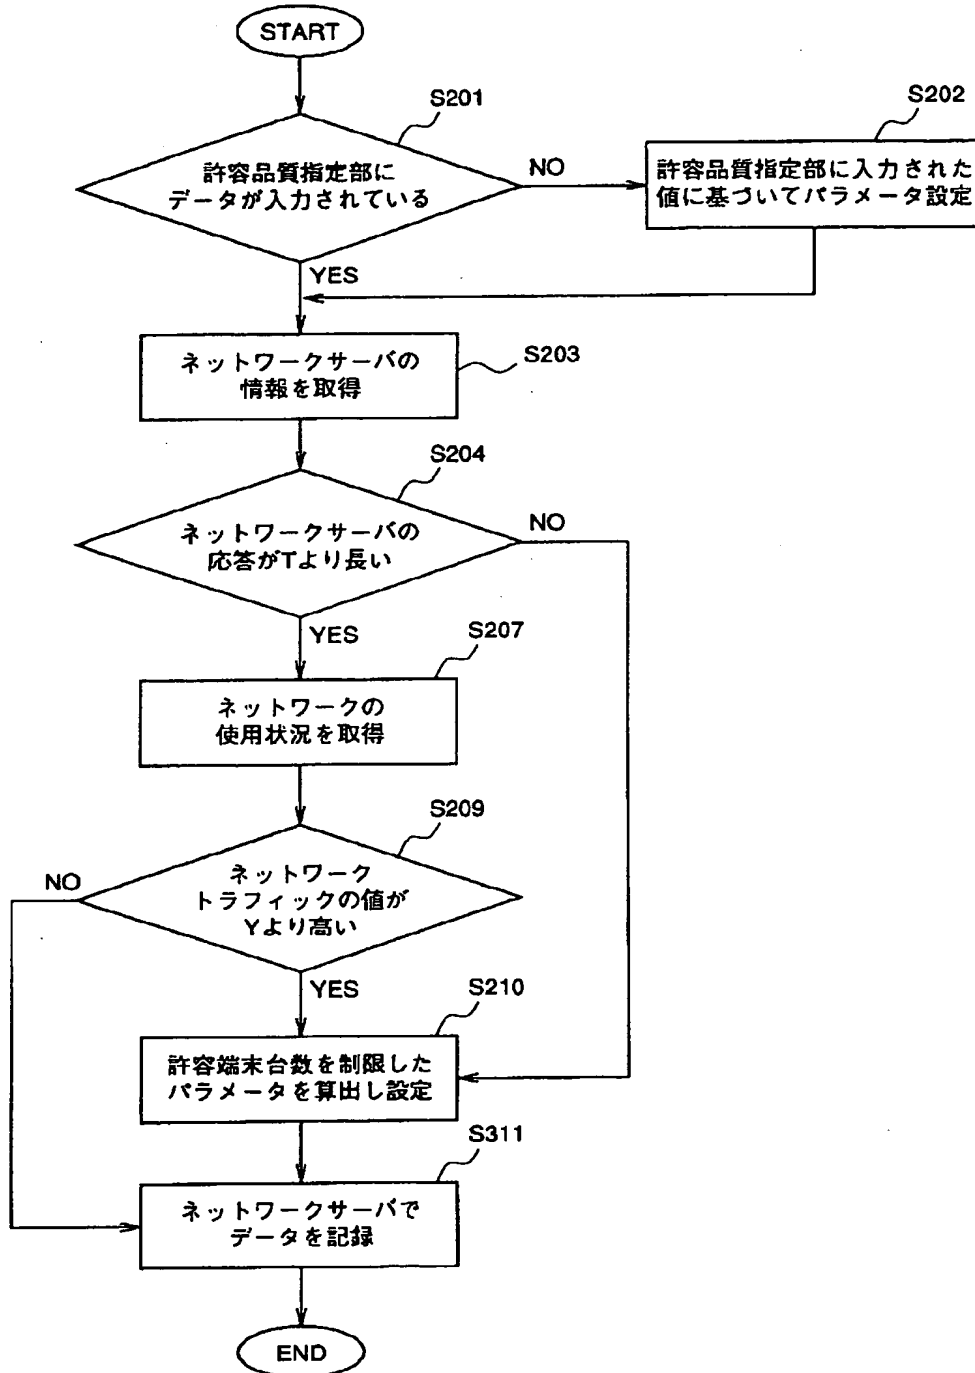 START
S201
許容品質指定部に
データが入力されている
NO
S202
許容品質指定部に入力された
値に基づいてパラメータ設定
YES
ネットワークサーバの
情報を取得
S203
S204
ネットワークサーバの
応答がTより長い
NO
YES
S207
ネットワークの
使用状況を取得
S209
ネットワーク
トラフィックの値が
Yより高い
NO
YES
S210
許容端末台数を制限した
パラメータを算出し設定
S311
ネットワークサーバで
データを記録
END